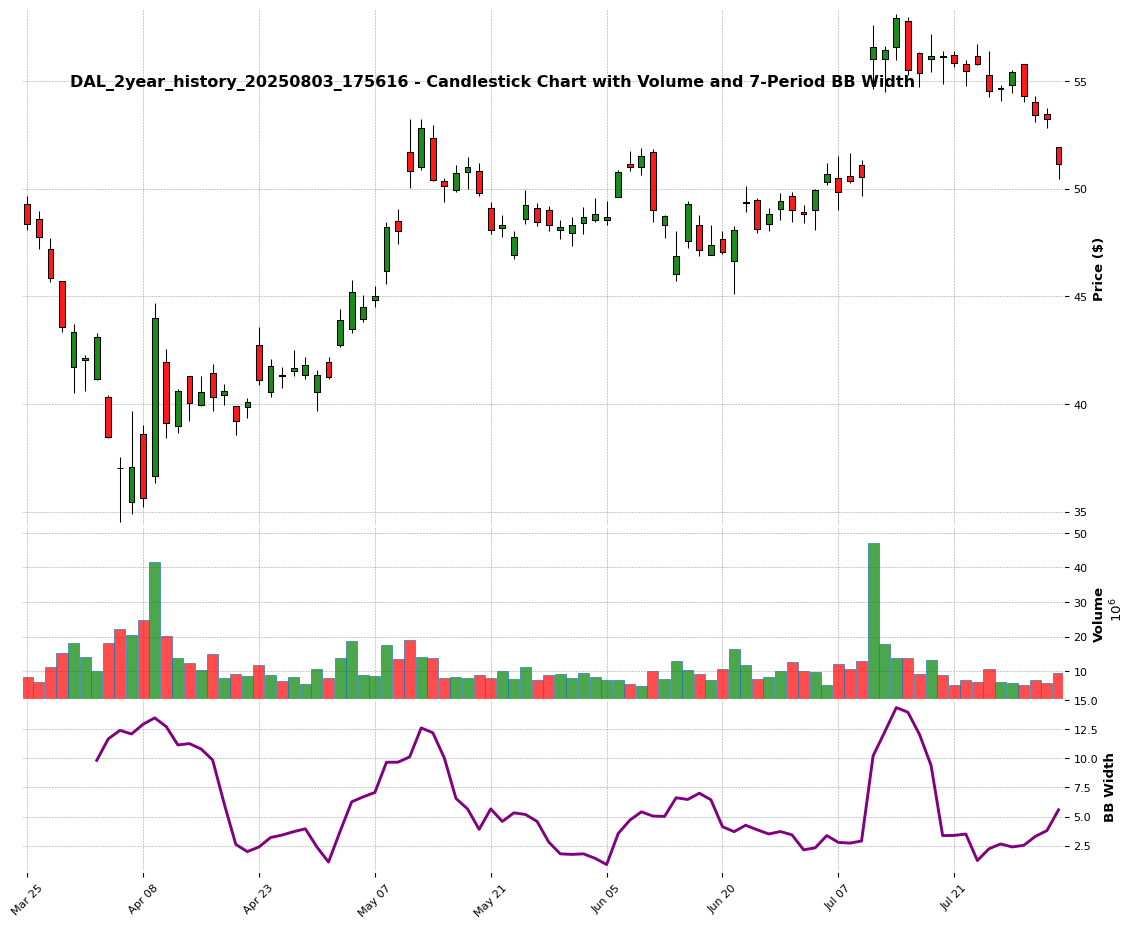 DAL_2year_history_20250803_175616 - Candlestick Chart with Volume and 7-Period BB Width
55
50
45
40
35
Price ($)
50
40
30
20
10
Volume
10^6
15.0
12.5
10.0
7.5
5.0
2.5
BB Width
Mar 25
Apr 08
Apr 23
May 07
May 21
Jun 05
Jun 20
Jul 07
Jul 21